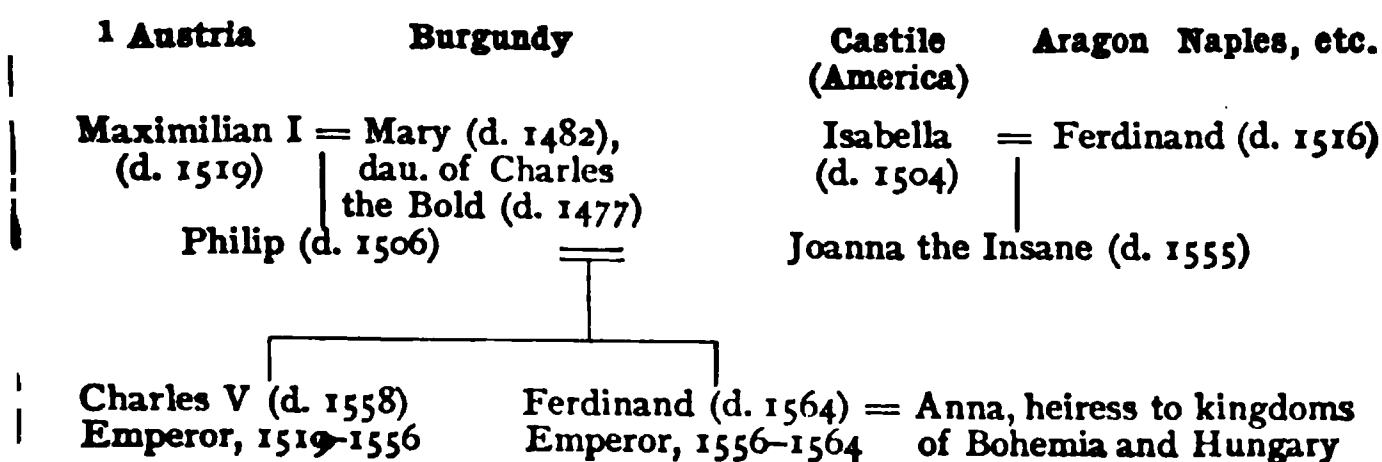 1 Austria Burgundy Castile Aragon Naples, etc.
(America)
Maximilian I = Mary (d. 1482), Isabella = Ferdinand (d. 1516)
(d. 1519) dau. of Charles (d. 1504)
the Bold (d. 1477)
Philip (d. 1506) Joanna the Insane (d. 1555)
Charles V (d. 1558) Ferdinand (d. 1564) = Anna, heiress to kingdoms
Emperor, 1519–1556 Emperor, 1556–1564 of Bohemia and Hungary